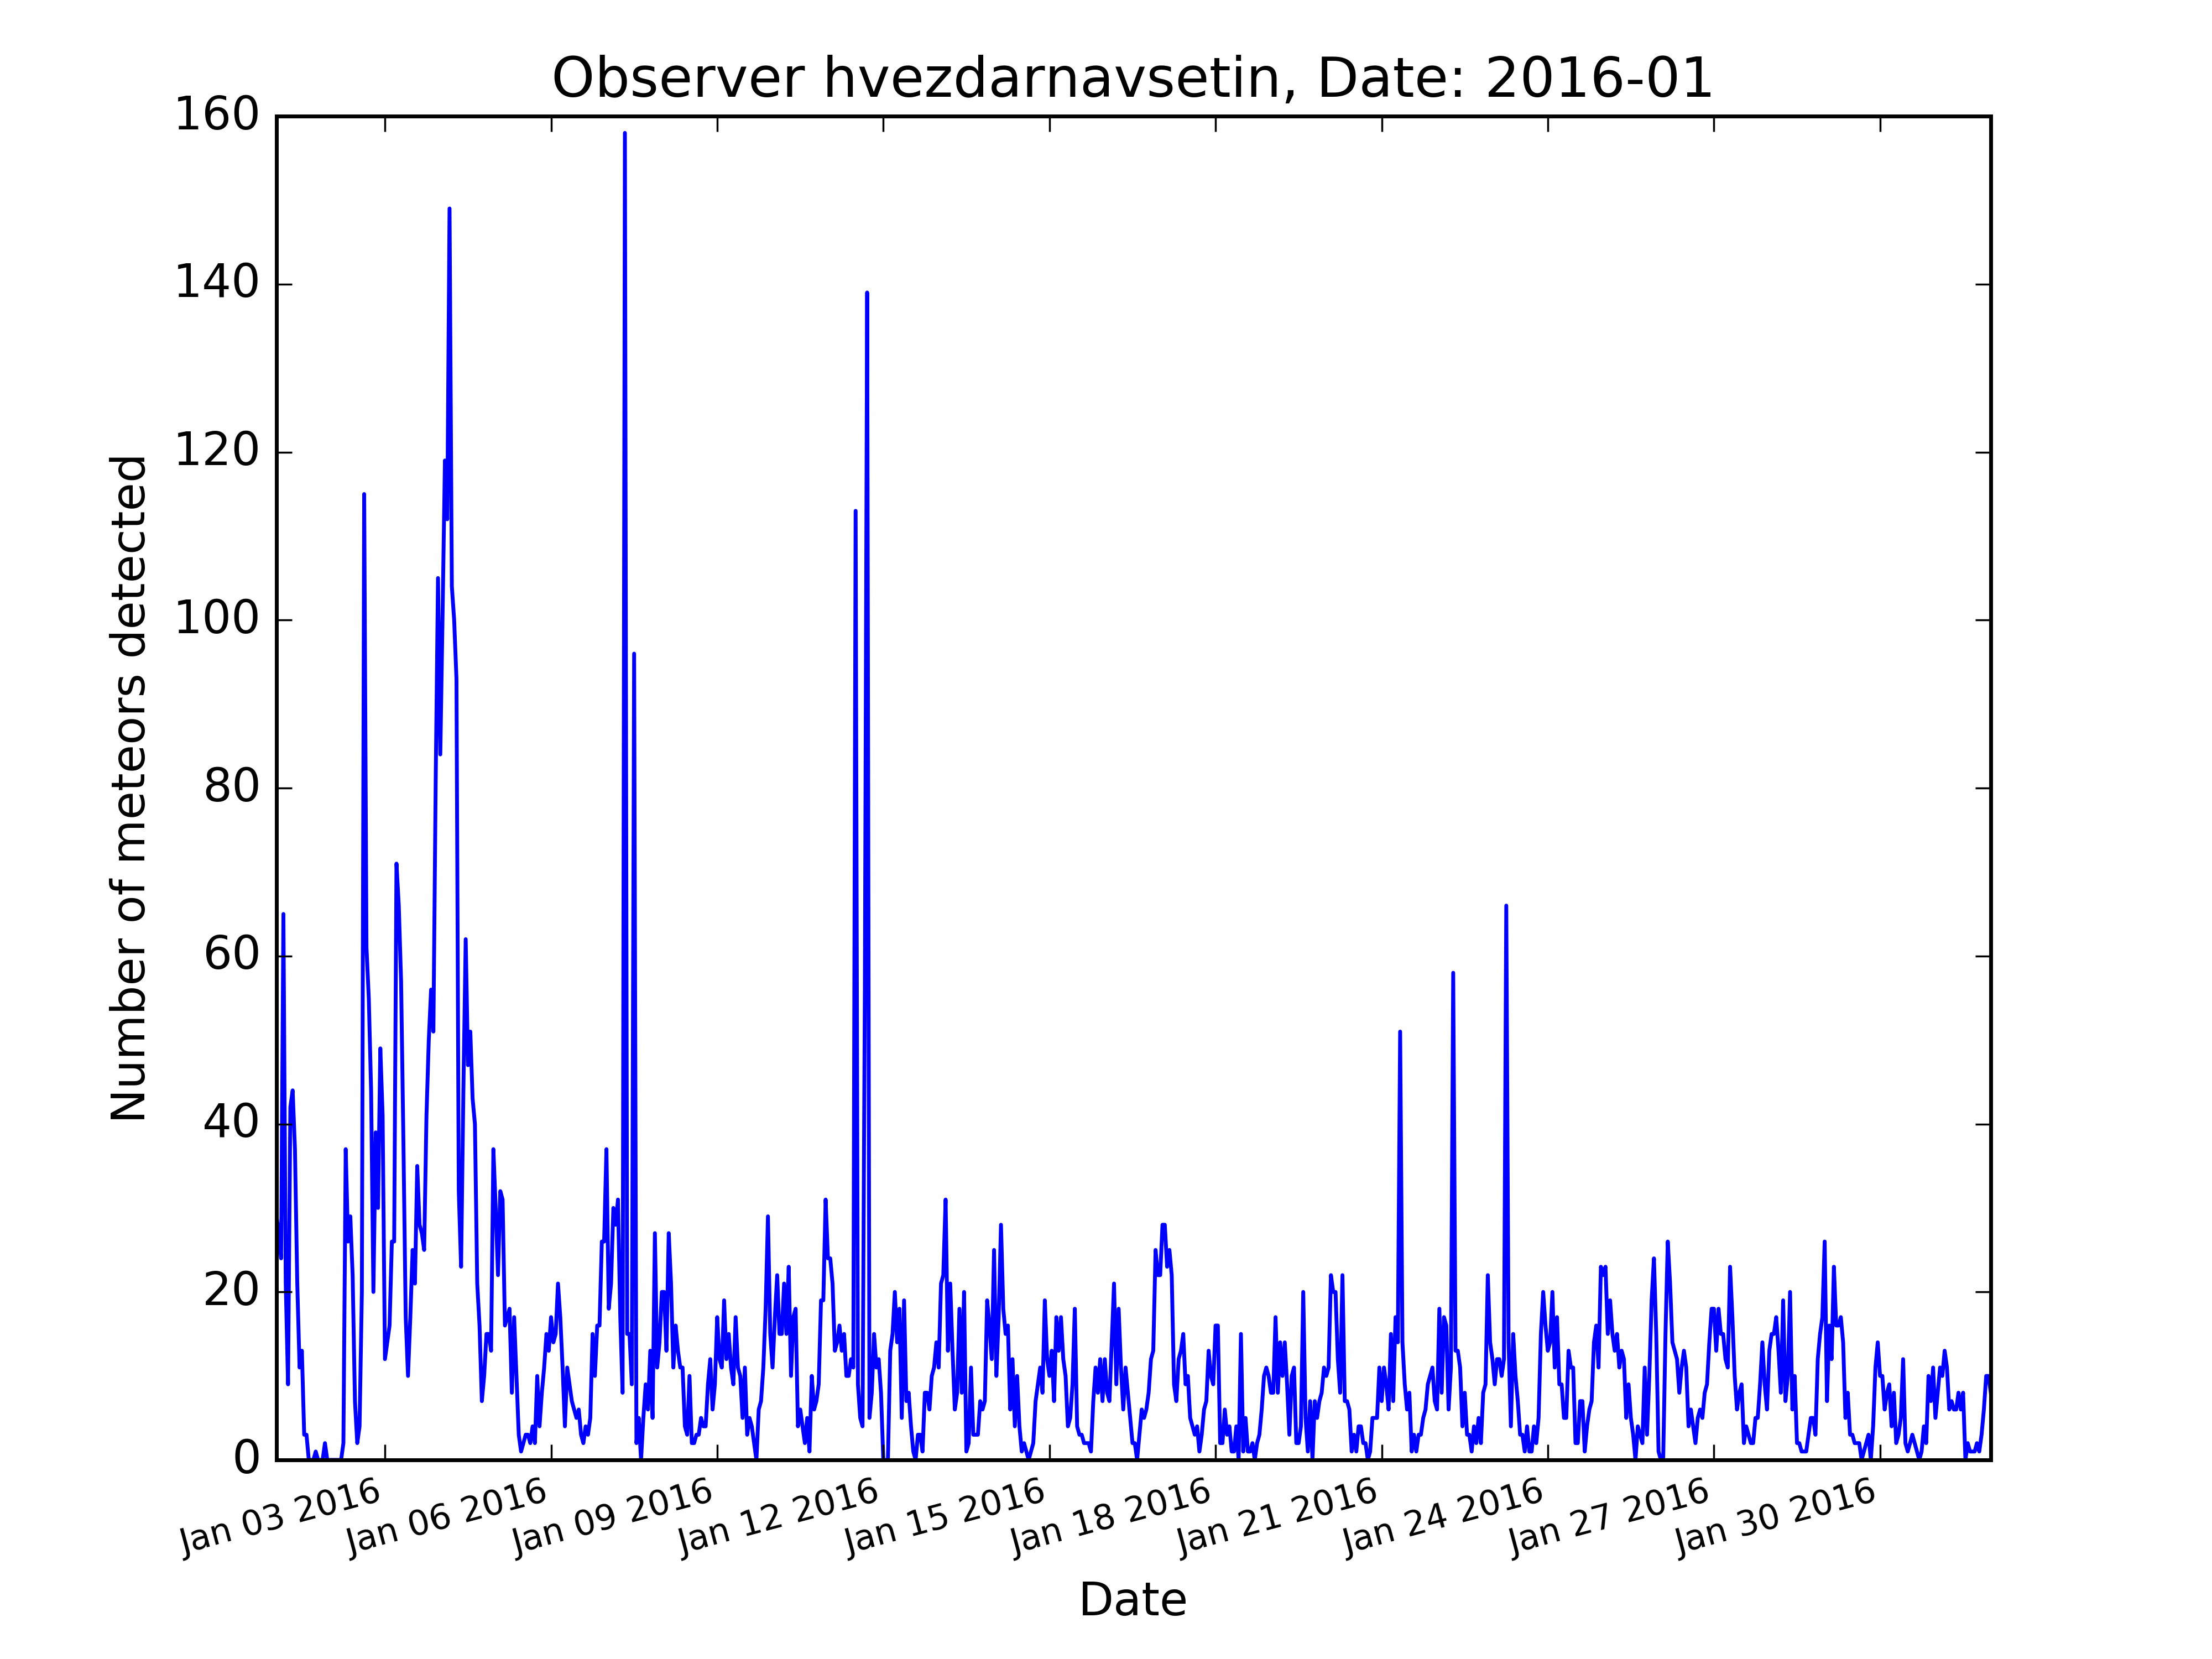 Observer hvezdarnavsetin, Date: 2016-01
160
140
120
100
80
60
40
20
0
Number of meteors detected
Jan 03 2016
Jan 06 2016
Jan 09 2016
Jan 12 2016
Jan 15 2016
Jan 18 2016
Jan 21 2016
Jan 24 2016
Jan 27 2016
Jan 30 2016
Date